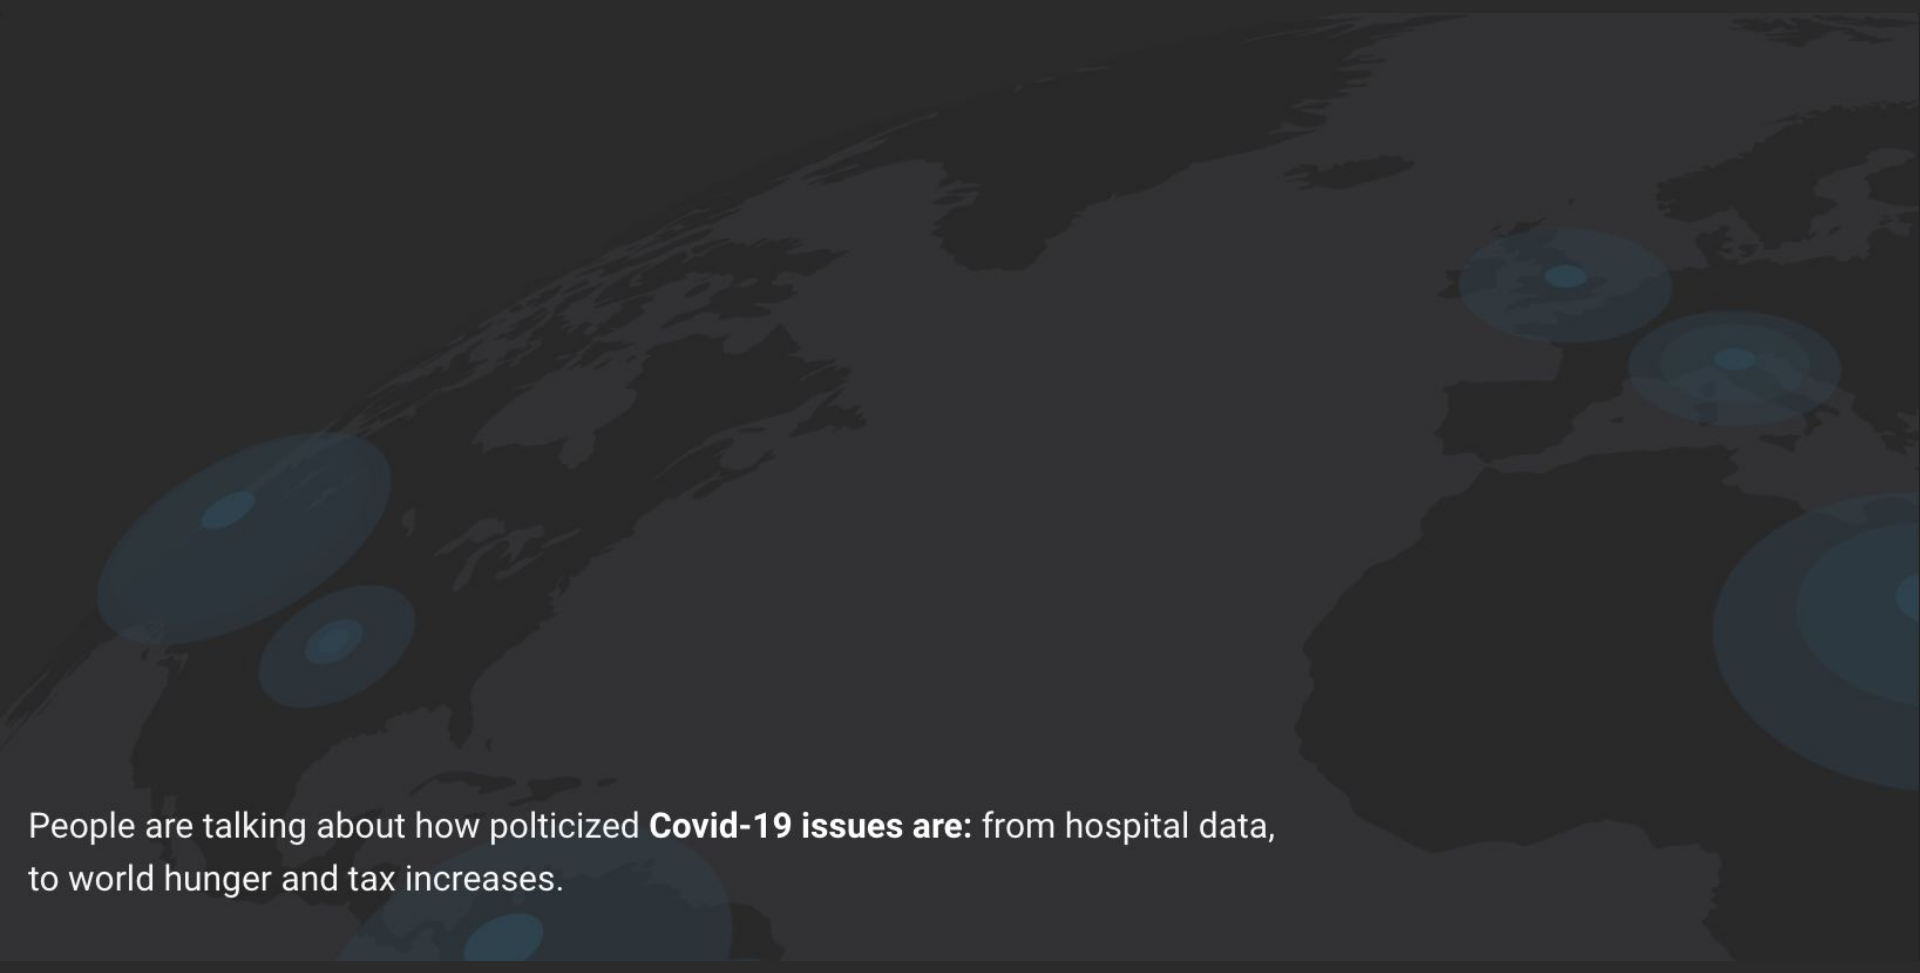 People are talking about how polticized Covid-19 issues are: from hospital data,
to world hunger and tax increases.